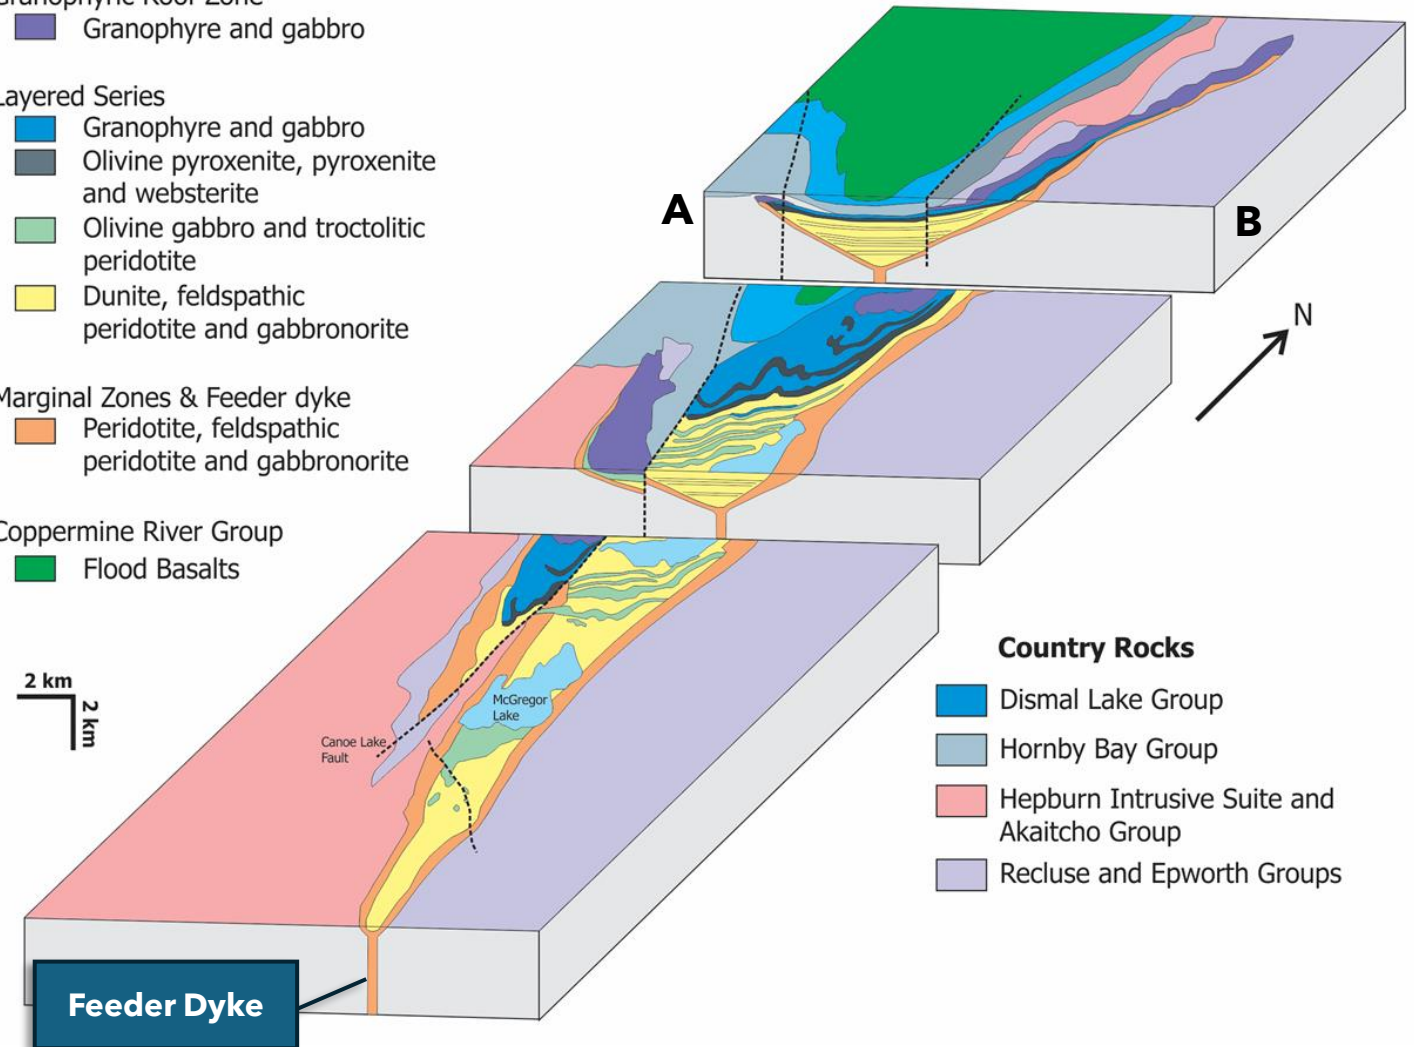 Granophyric Roof Zone
Granophyre and gabbro
Layered Series
Granophyre and gabbro
Olivine pyroxenite, pyroxenite
and websterite
Olivine gabbro and troctolitic
peridotite
Dunite, feldspathic
peridotite and gabbronorite
Marginal Zones & Feeder dyke
Peridotite, feldspathic
peridotite and gabbronorite
Coppermine River Group
Flood Basalts
A
B
N
2 km
2 km
McGregor
Lake
Canoe Lake
Fault
Feeder Dyke
Country Rocks
Dismal Lake Group
Hornby Bay Group
Hepburn Intrusive Suite and
Akaitcho Group
Recluse and Epworth Groups